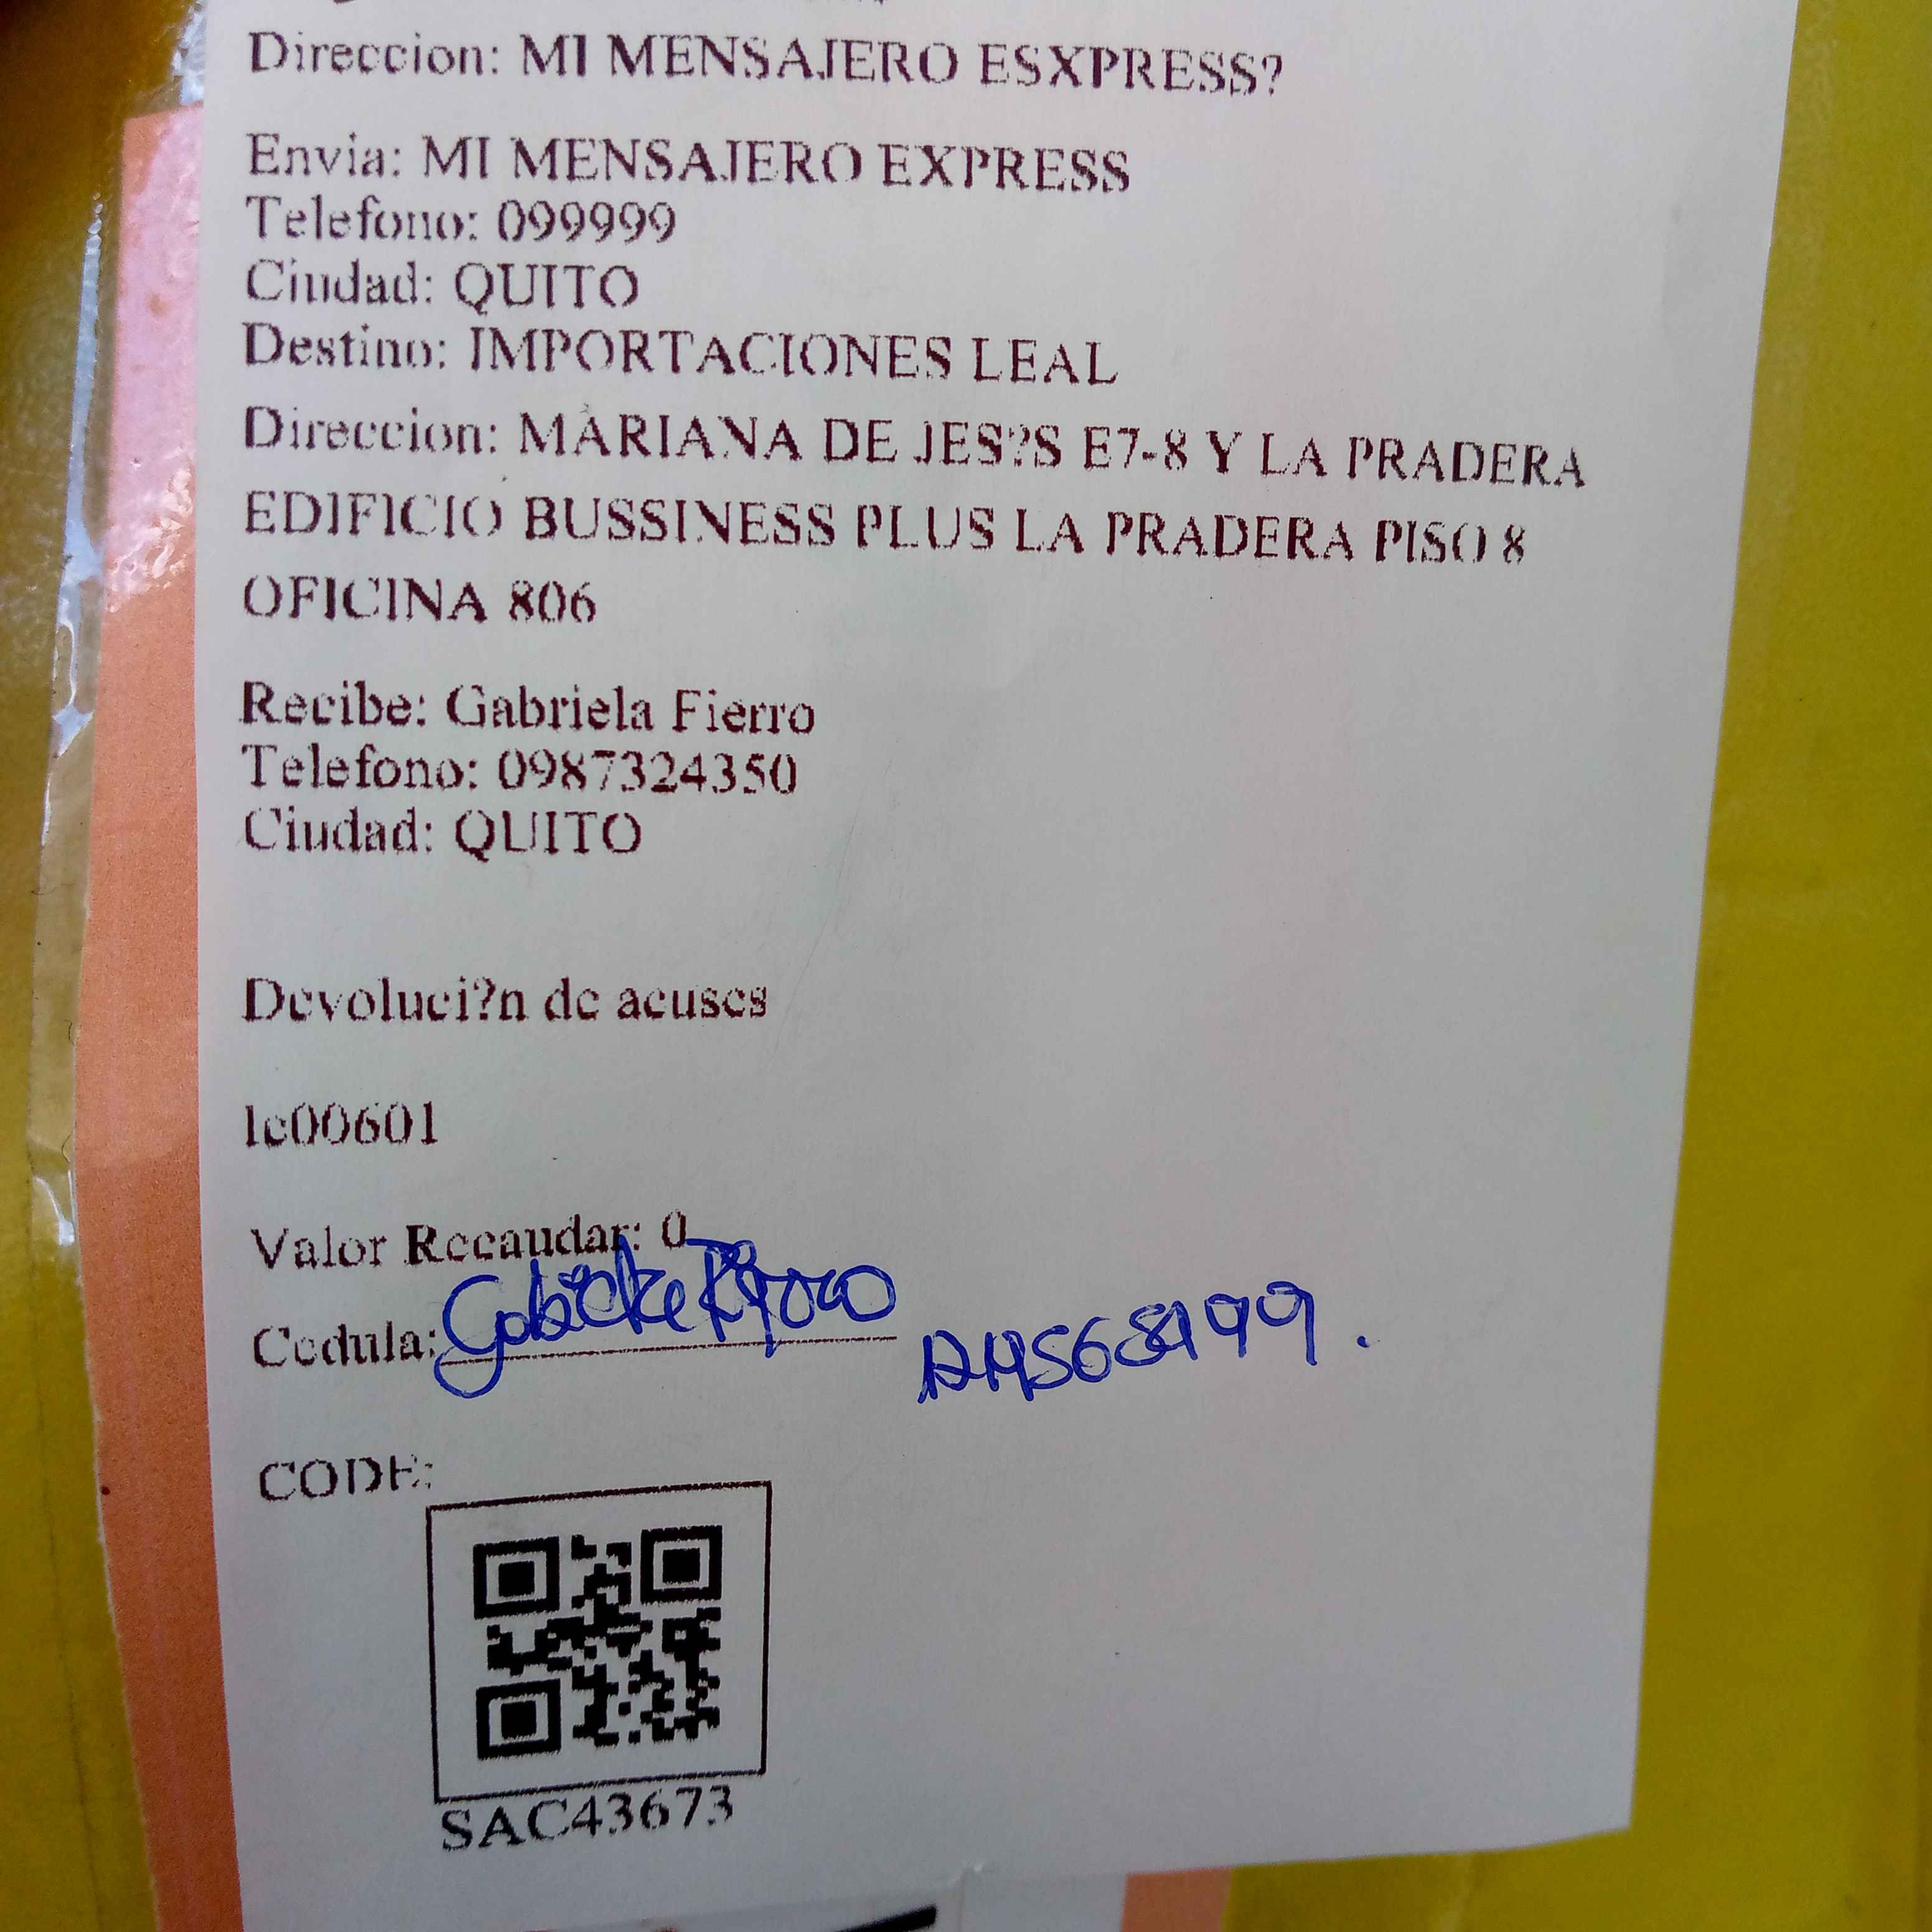 Direccion: MI MENSAJERO ESXPRESS?
Envia: MI MENSAJERO EXPRESS
Telefono: 099999
Ciudad: QUITO
Destino: IMPORTACIONES LEAL
Direccion: MARIANA DE JES?S E7-8 Y LA PRADERA
EDIFICIO BUSSINESS PLUS LA PRADERA PISO 8
OFICINA 806
Recibe: Gabriela Fierro
Telefono: 0987324350
Ciudad: QUITO
Devoluci?n de acuses
lc00601
Valor Recaudar: 0
Cedula: Gabriela Fierro
CODE:
SAC43673